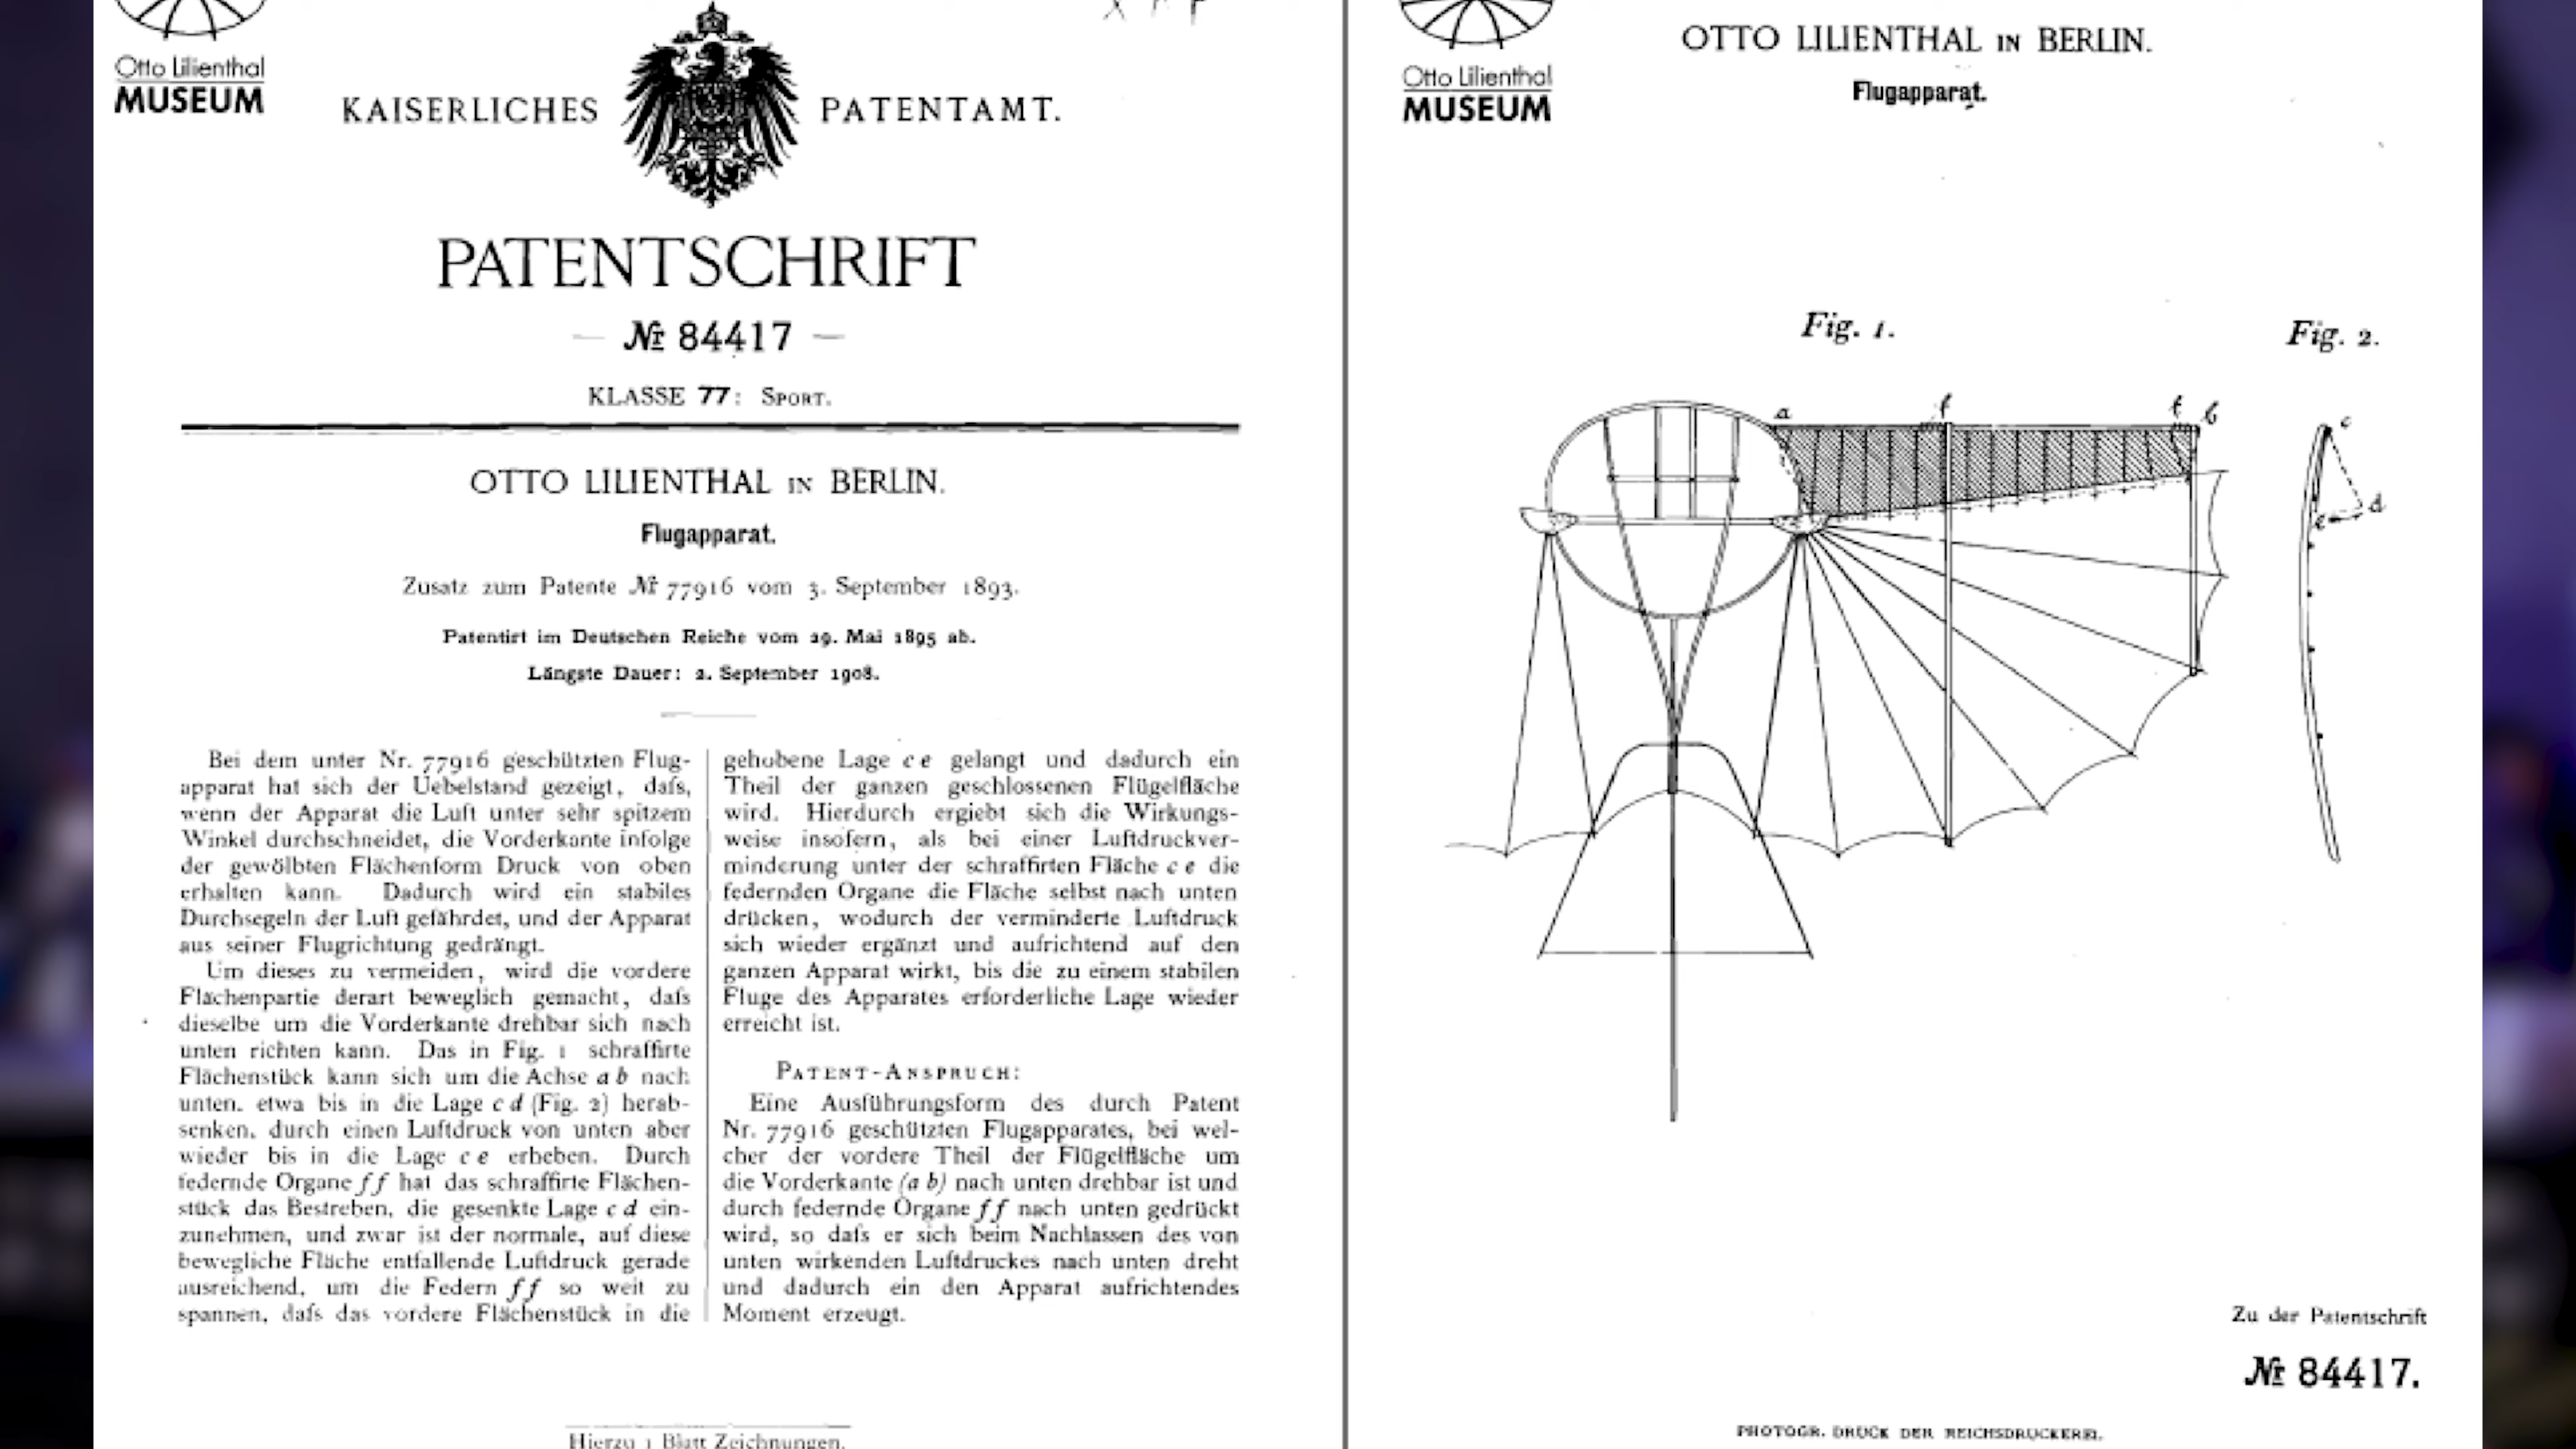 Otto Lilienthal
MUSEUM
KAISERLICHES PATENTAMT.
PATENTSCHRIFT
— № 84417 —
KLASSE 77: SPORT.
OTTO LILIENTHAL IN BERLIN.
Flugapparat.
Zusatz zum Patente № 77916 vom 3. September 1893.
Patentirt im Deutschen Reiche vom 29. Mai 1895 ab.
Längste Dauer: 2. September 1908.
Bei dem unter Nr. 77916 geschützten Flug-
apparat hat sich der Uebelstand gezeigt, dafs,
wenn der Apparat die Luft unter sehr spitzem
Winkel durchschneidet, die Vorderkante infolge
der gewölbten Flächenform Druck von oben
erhalten kann. Dadurch wird ein stabiles
Durchsegeln der Luft gefährdet, und der Apparat
aus seiner Flugrichtung gedrängt.
Um dieses zu vermeiden, wird die vordere
Flächenpartie derart beweglich gemacht, dafs
dieselbe um die Vorderkante drehbar sich nach
unten richten kann. Das in Fig. 1 schraffirte
Flächenstück kann sich um die Achse a b nach
unten, etwa bis in die Lage c d (Fig. 2) herab-
senken, durch einen Luftdruck von unten aber
wieder bis in die Lage c e erheben. Durch
federnde Organe f f hat das schraffirte Flächen-
stück das Bestreben, die gesenkte Lage c d ein-
zunehmen, und zwar ist der normale, auf diese
bewegliche Fläche entfallende Luftdruck gerade
ausreichend, um die Federn f f so weit zu
spannen, dafs das vordere Flächenstück in die
gehobene Lage c e gelangt und dadurch ein
Theil der ganzen geschlossenen Flügelfläche
wird. Hierdurch ergiebt sich die Wirkungs-
weise insofern, als bei einer Luftdruckver-
minderung unter der schraffirten Fläche c e die
federnden Organe die Fläche selbst nach unten
drücken, wodurch der verminderte Luftdruck
sich wieder ergänzt und aufrichtend auf den
ganzen Apparat wirkt, bis die zu einem stabilen
Fluge des Apparates erforderliche Lage wieder
erreicht ist.
PATENT-ANSPRUCH:
Eine Ausführungsform des durch Patent
Nr. 77916 geschützten Flugapparates, bei wel-
cher der vordere Theil der Flügelfläche um
die Vorderkante (a b) nach unten drehbar ist und
durch federnde Organe f f nach unten gedrückt
wird, so dafs er sich beim Nachlassen des von
unten wirkenden Luftdruckes nach unten dreht
und dadurch ein den Apparat aufrichtendes
Moment erzeugt.
Hierzu 1 Blatt Zeichnungen.
Otto Lilienthal
MUSEUM
OTTO LILIENTHAL IN BERLIN.
Flugapparat.
Fig. 1.
Fig. 2.
a f f b
c
d
e
Zu der Patentschrift
№ 84417.
PHOTOGR. DRUCK DER REICHSDRUCKEREI.